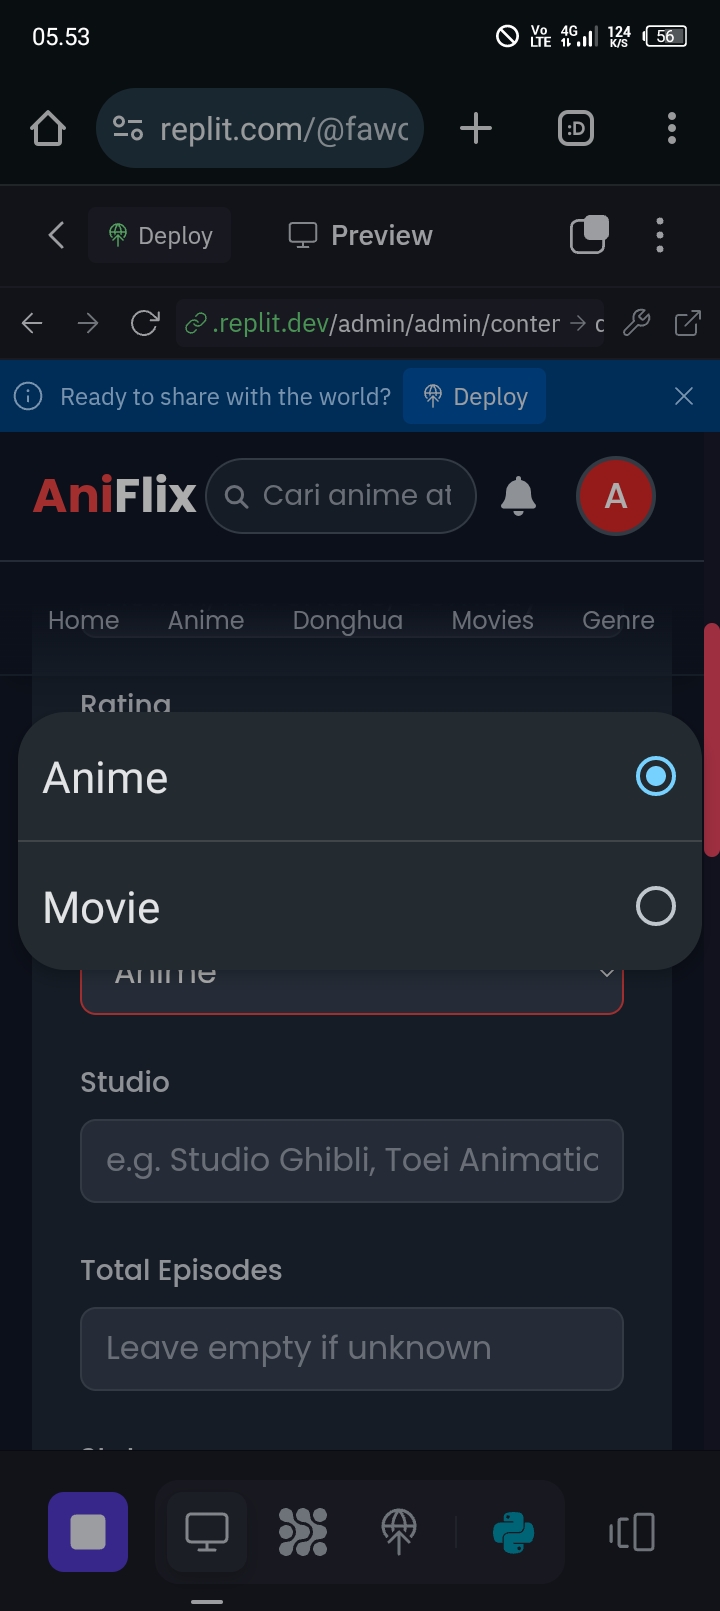 05.53
Vo LTE
4G
124 K/S
56
replit.com/@fawc
:D
Deploy
Preview
.replit.dev/admin/admin/conter
Ready to share with the world?
Deploy
AniFlix
Cari anime at
A
Home Anime Donghua Movies Genre
Rating
Anime
Movie
Anime
Studio
e.g. Studio Ghibli, Toei Animatic
Total Episodes
Leave empty if unknown